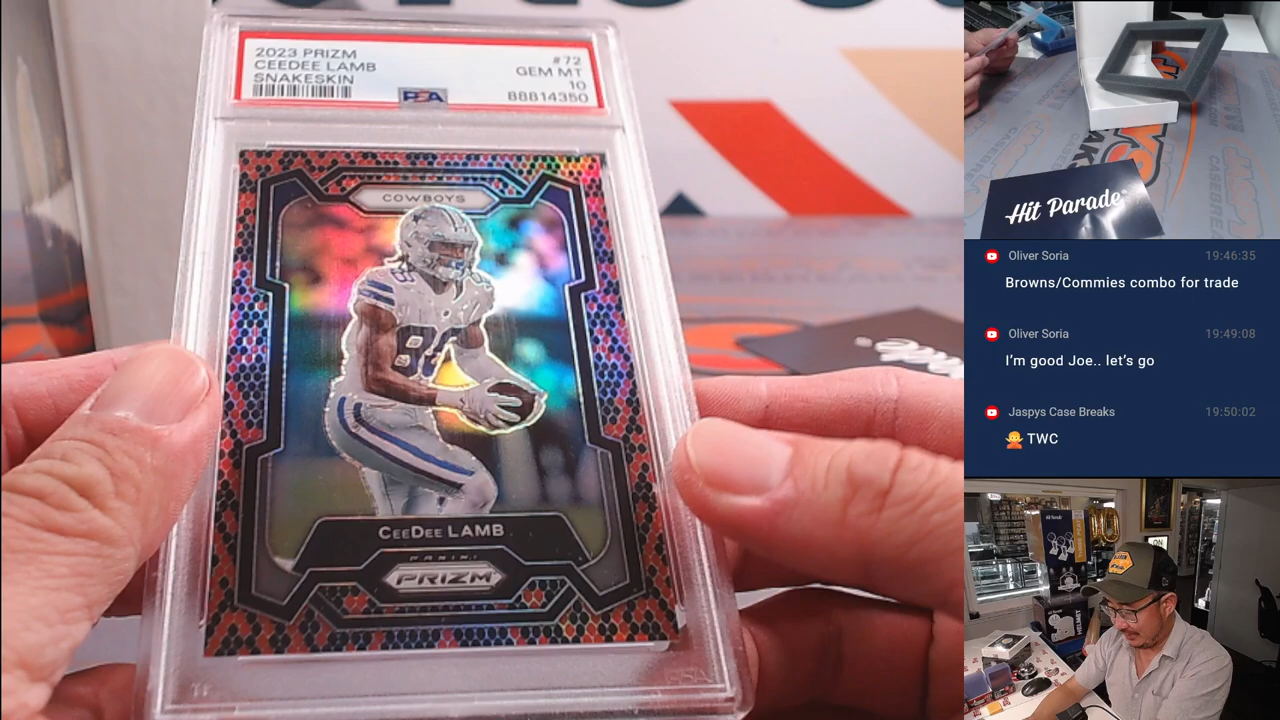 2023 PRIZM
CEEDEE LAMB
SNAKESKIN
#72
GEM MT
10
88814350
PSA
COWBOYS
88
CEEDEE LAMB
PANINI
PRIZM
Hit Parade
Oliver Soria 19:46:35
Browns/Commies combo for trade
Oliver Soria 19:49:08
I'm good Joe.. let's go
Jaspys Case Breaks 19:50:02
TWC
ON
HELMET